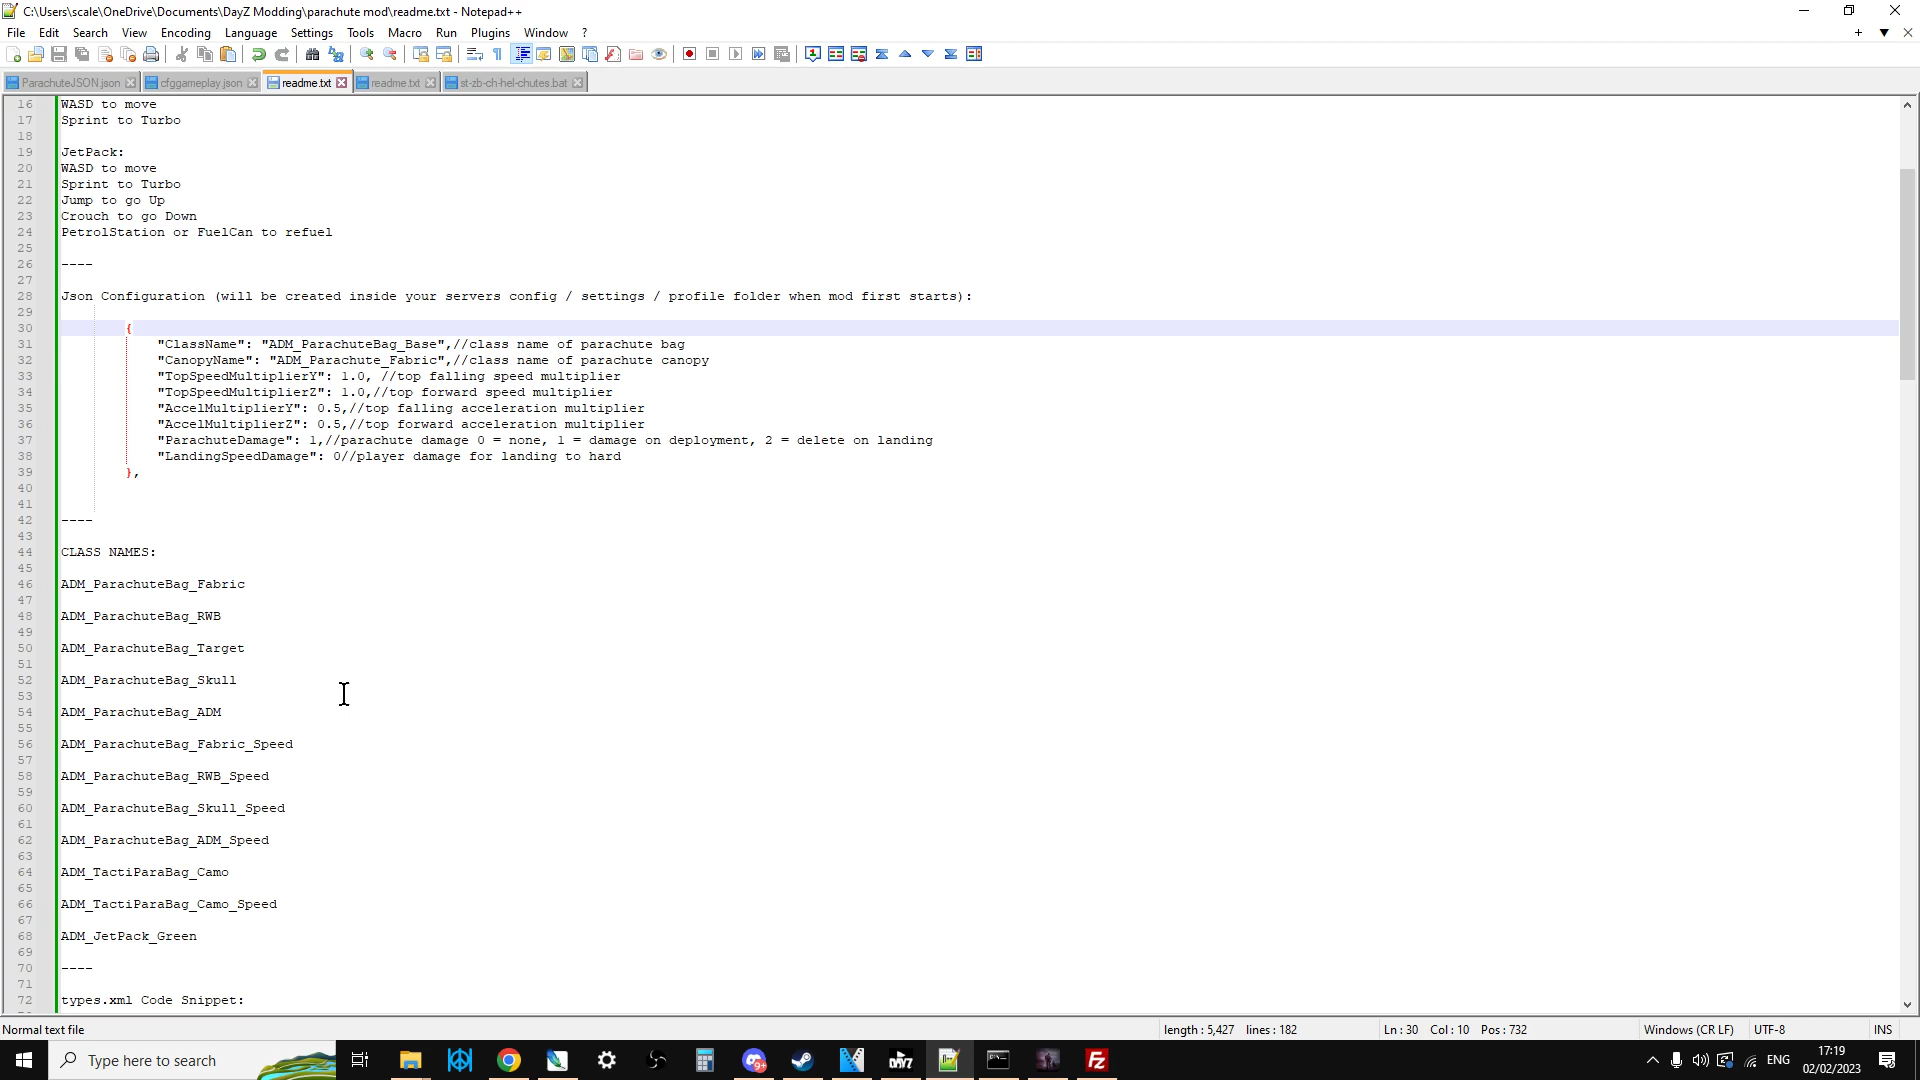 C:\Users\scale\OneDrive\Documents\DayZ Modding\parachute mod\readme.txt - Notepad++
File Edit Search View Encoding Language Settings Tools Macro Run Plugins Window ?
ParachuteJSON.json cfggameplay.json readme.txt readme.txt st-zb-ch-hel-chutes.bat
16 WASD to move
17 Sprint to Turbo
18
19 JetPack:
20 WASD to move
21 Sprint to Turbo
22 Jump to go Up
23 Crouch to go Down
24 PetrolStation or FuelCan to refuel
25
26 ----
27
28 Json Configuration (will be created inside your servers config / settings / profile folder when mod first starts):
29
30 {
31 "ClassName": "ADM_ParachuteBag_Base",//class name of parachute bag
32 "CanopyName": "ADM_Parachute_Fabric",//class name of parachute canopy
33 "TopSpeedMultiplierY": 1.0, //top falling speed multiplier
34 "TopSpeedMultiplierZ": 1.0,//top forward speed multiplier
35 "AccelMultiplierY": 0.5,//top falling acceleration multiplier
36 "AccelMultiplierZ": 0.5,//top forward acceleration multiplier
37 "ParachuteDamage": 1,//parachute damage 0 = none, 1 = damage on deployment, 2 = delete on landing
38 "LandingSpeedDamage": 0//player damage for landing to hard
39 },
40
41
42 ----
43
44 CLASS NAMES:
45
46 ADM_ParachuteBag_Fabric
47
48 ADM_ParachuteBag_RWB
49
50 ADM_ParachuteBag_Target
51
52 ADM_ParachuteBag_Skull
53
54 ADM_ParachuteBag_ADM
55
56 ADM_ParachuteBag_Fabric_Speed
57
58 ADM_ParachuteBag_RWB_Speed
59
60 ADM_ParachuteBag_Skull_Speed
61
62 ADM_ParachuteBag_ADM_Speed
63
64 ADM_TactiParaBag_Camo
65
66 ADM_TactiParaBag_Camo_Speed
67
68 ADM_JetPack_Green
69
70 ----
71
72 types.xml Code Snippet:
Normal text file length : 5,427 lines : 182 Ln : 30 Col : 10 Pos : 732 Windows (CR LF) UTF-8 INS
Type here to search
9+
DAYZ
Fz
ENG
17:19
02/02/2023